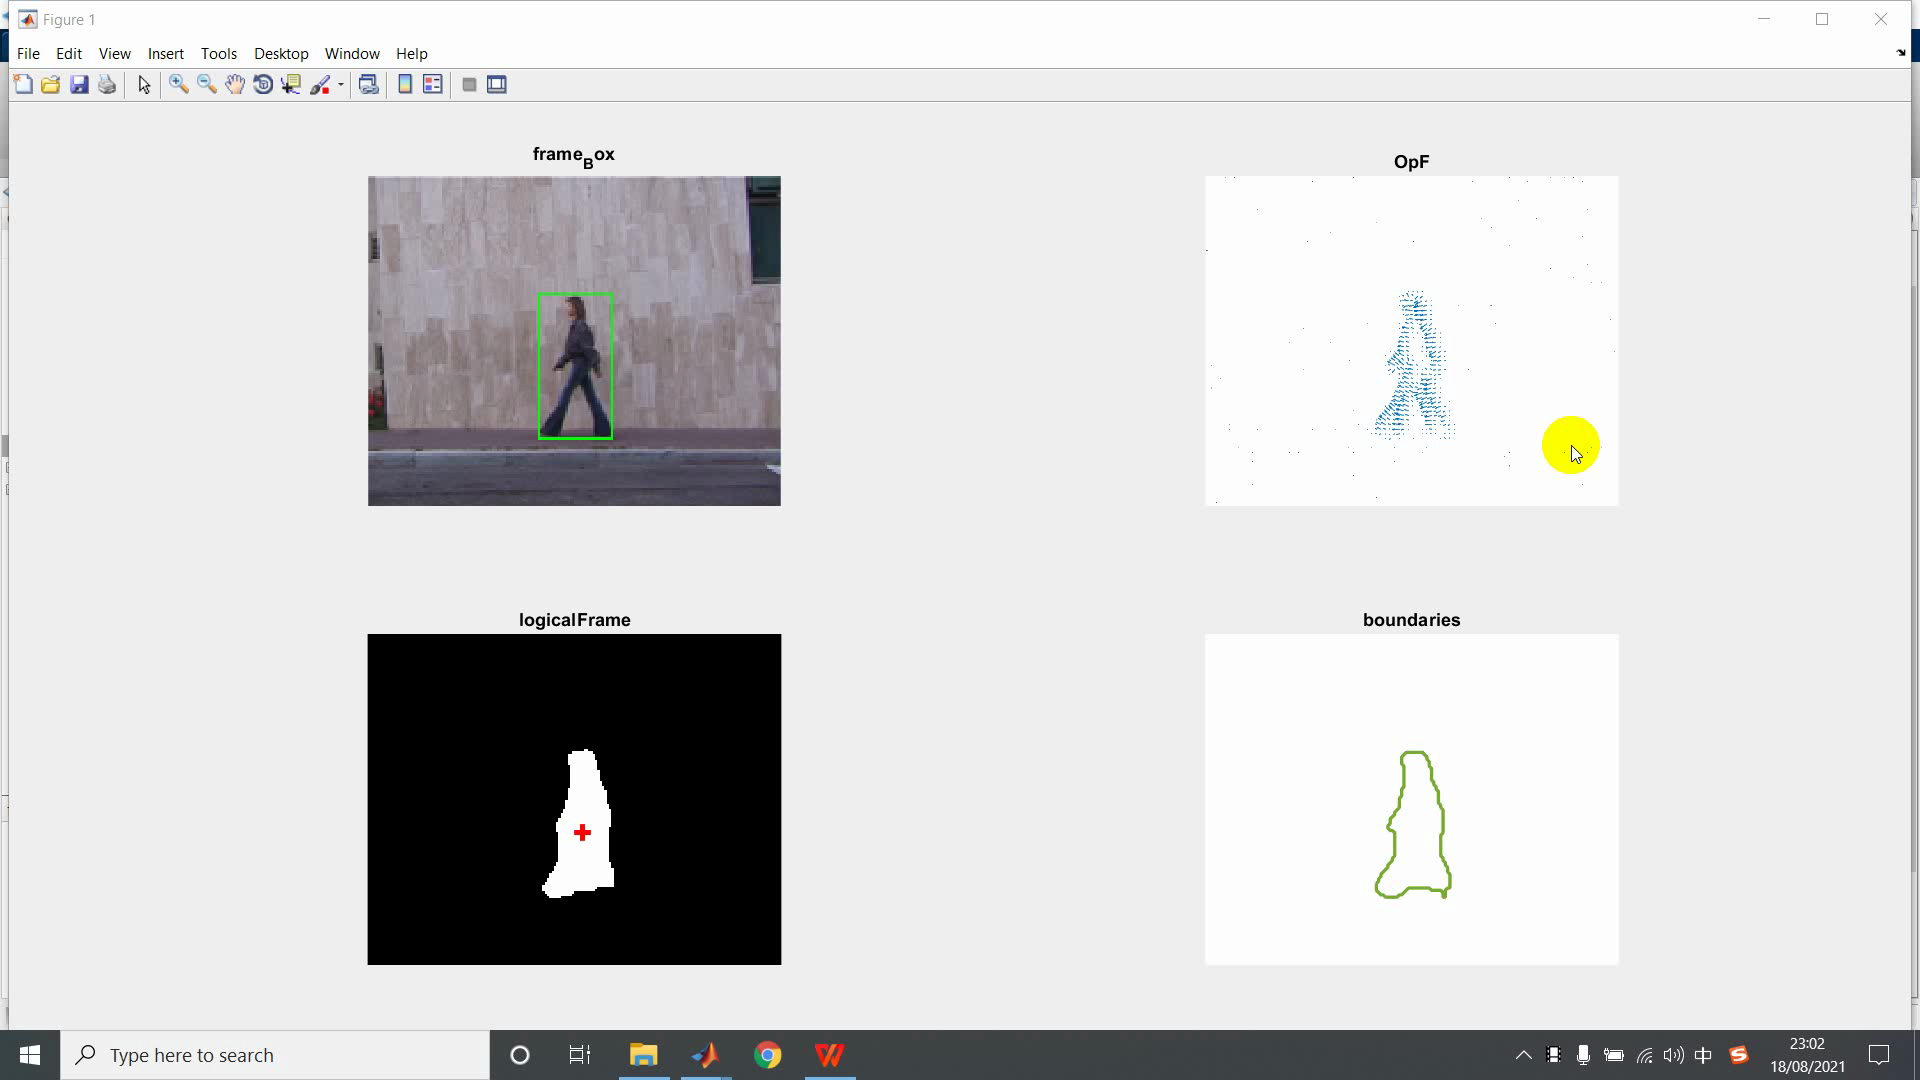 Figure 1
File Edit View Insert Tools Desktop Window Help
frame_Box
OpF
logicalFrame
boundaries
Type here to search
中
23:02
18/08/2021